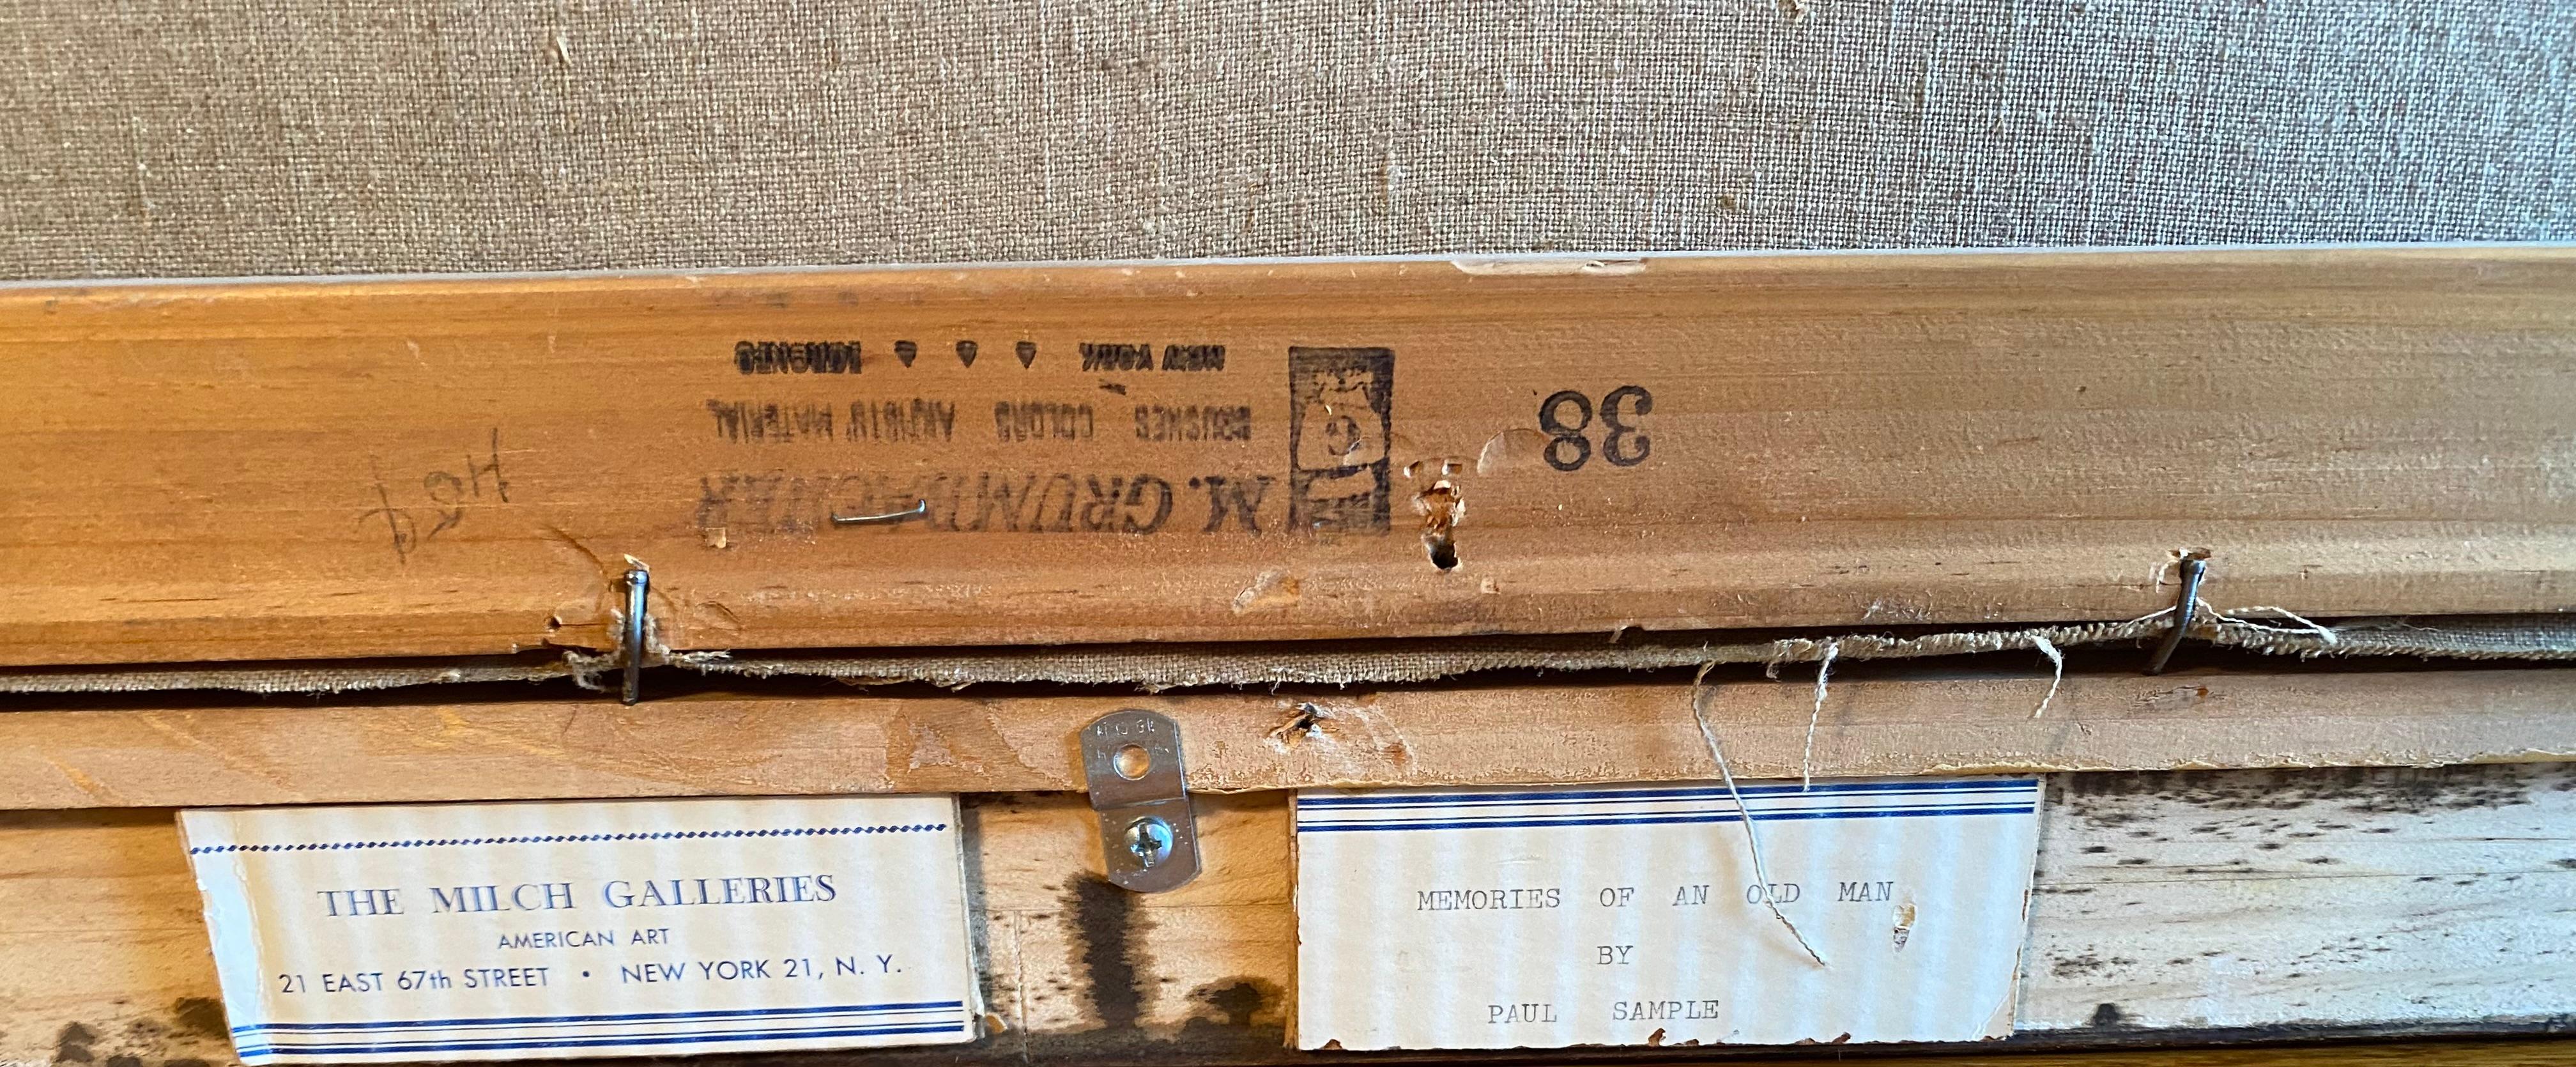 38
M. GRUMBACHER
BRUSHES COLORS ARTISTS' MATERIAL
NEW YORK TORONTO
G
THE MILCH GALLERIES
AMERICAN ART
21 EAST 67th STREET • NEW YORK 21, N. Y.
MEMORIES OF AN OLD MAN
BY
PAUL SAMPLE